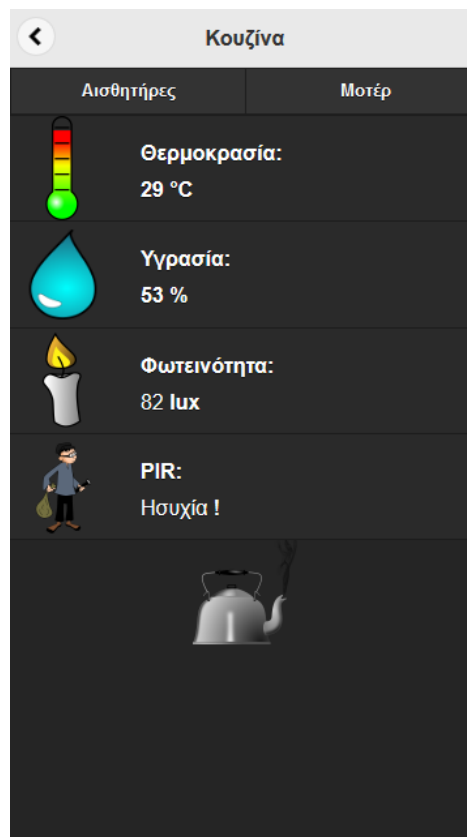 Κουζίνα
Αισθητήρες Μοτέρ
Θερμοκρασία:
29 °C
Υγρασία:
53 %
Φωτεινότητα:
82 lux
PIR:
Ησυχία !